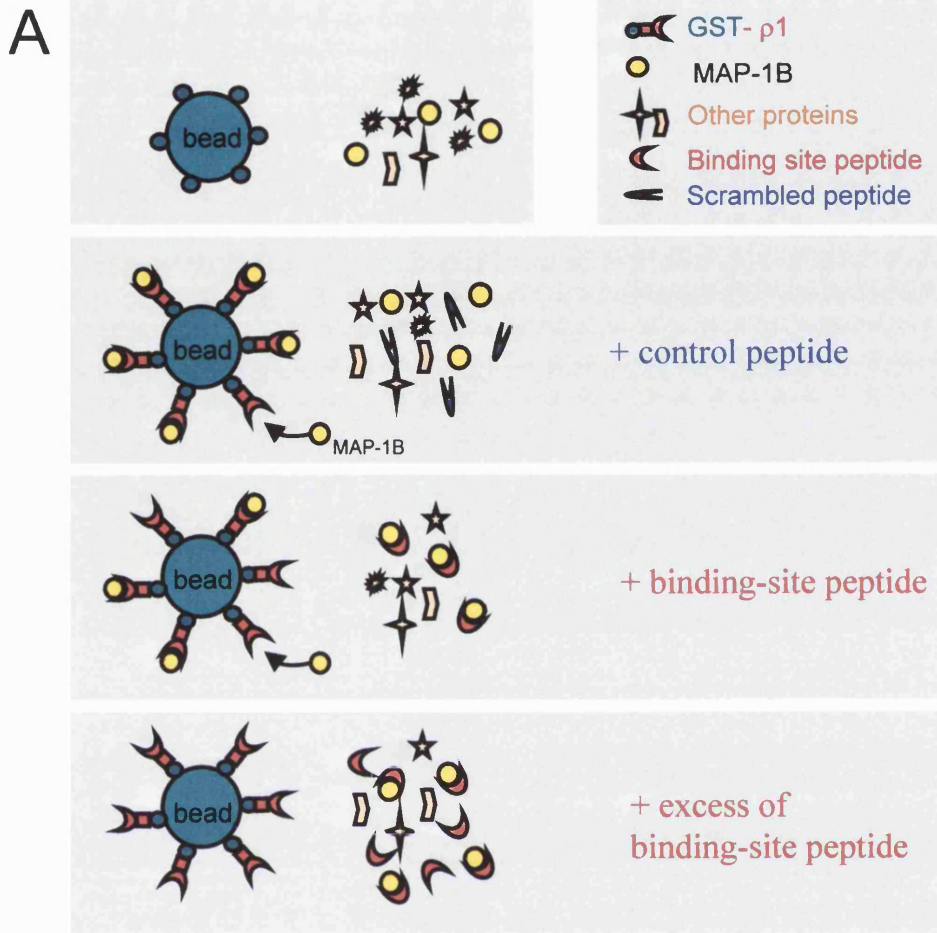 A
bead
GST- ρ1
MAP-1B
Other proteins
Binding site peptide
Scrambled peptide
bead
MAP-1B
+ control peptide
bead
+ binding-site peptide
bead
+ excess of
binding-site peptide